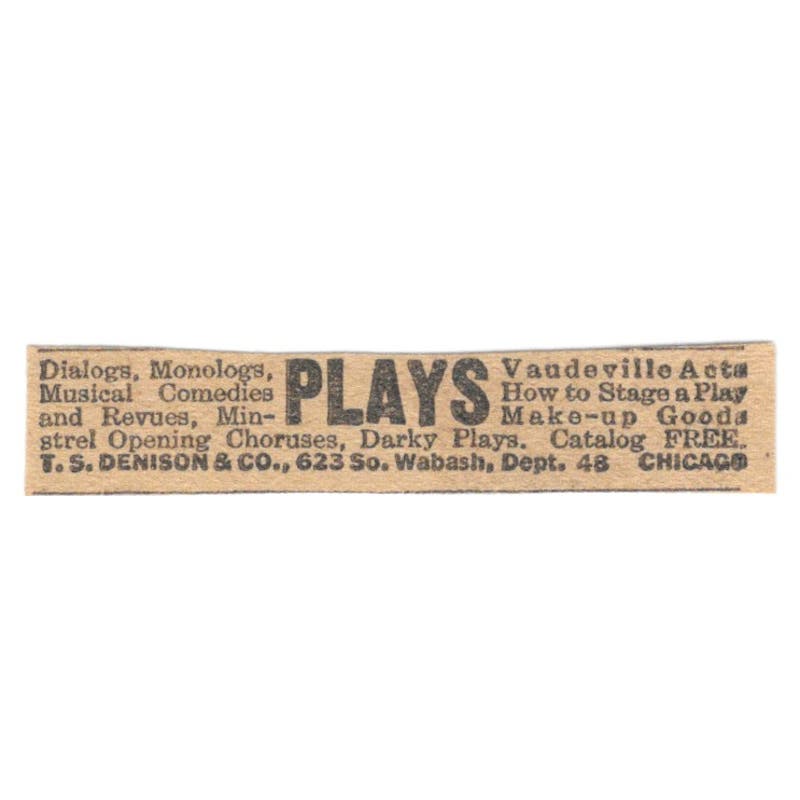 Dialogs, Monologs, PLAYS Vaudeville Acts
Musical Comedies How to Stage a Play
and Revues, Min- Make-up Goods
strel Opening Choruses, Darky Plays. Catalog FREE.
T. S. DENISON & CO., 623 So. Wabash, Dept. 48 CHICAGO